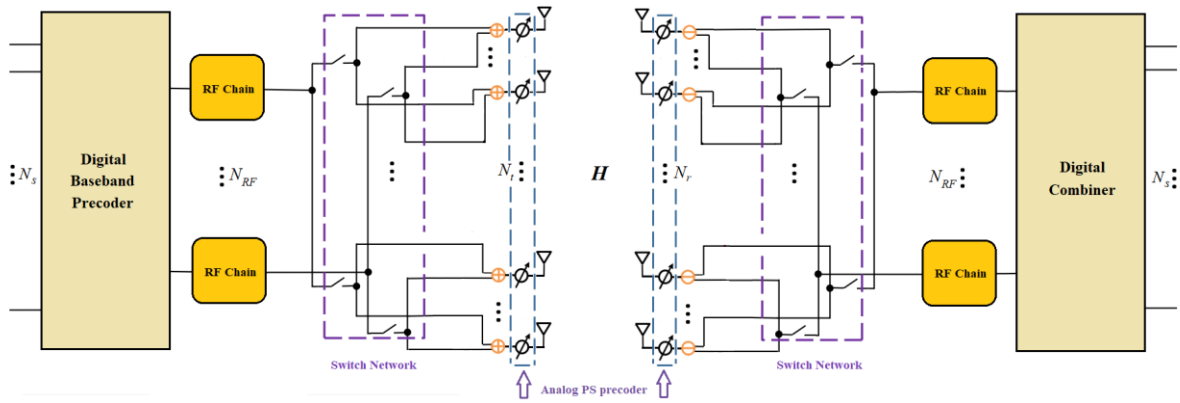 N_s
Digital
Baseband
Precoder
RF Chain
N_RF
RF Chain
Switch Network
N_t
Analog PS precoder
H
N_r
Switch Network
RF Chain
N_RF
RF Chain
Digital
Combiner
N_s